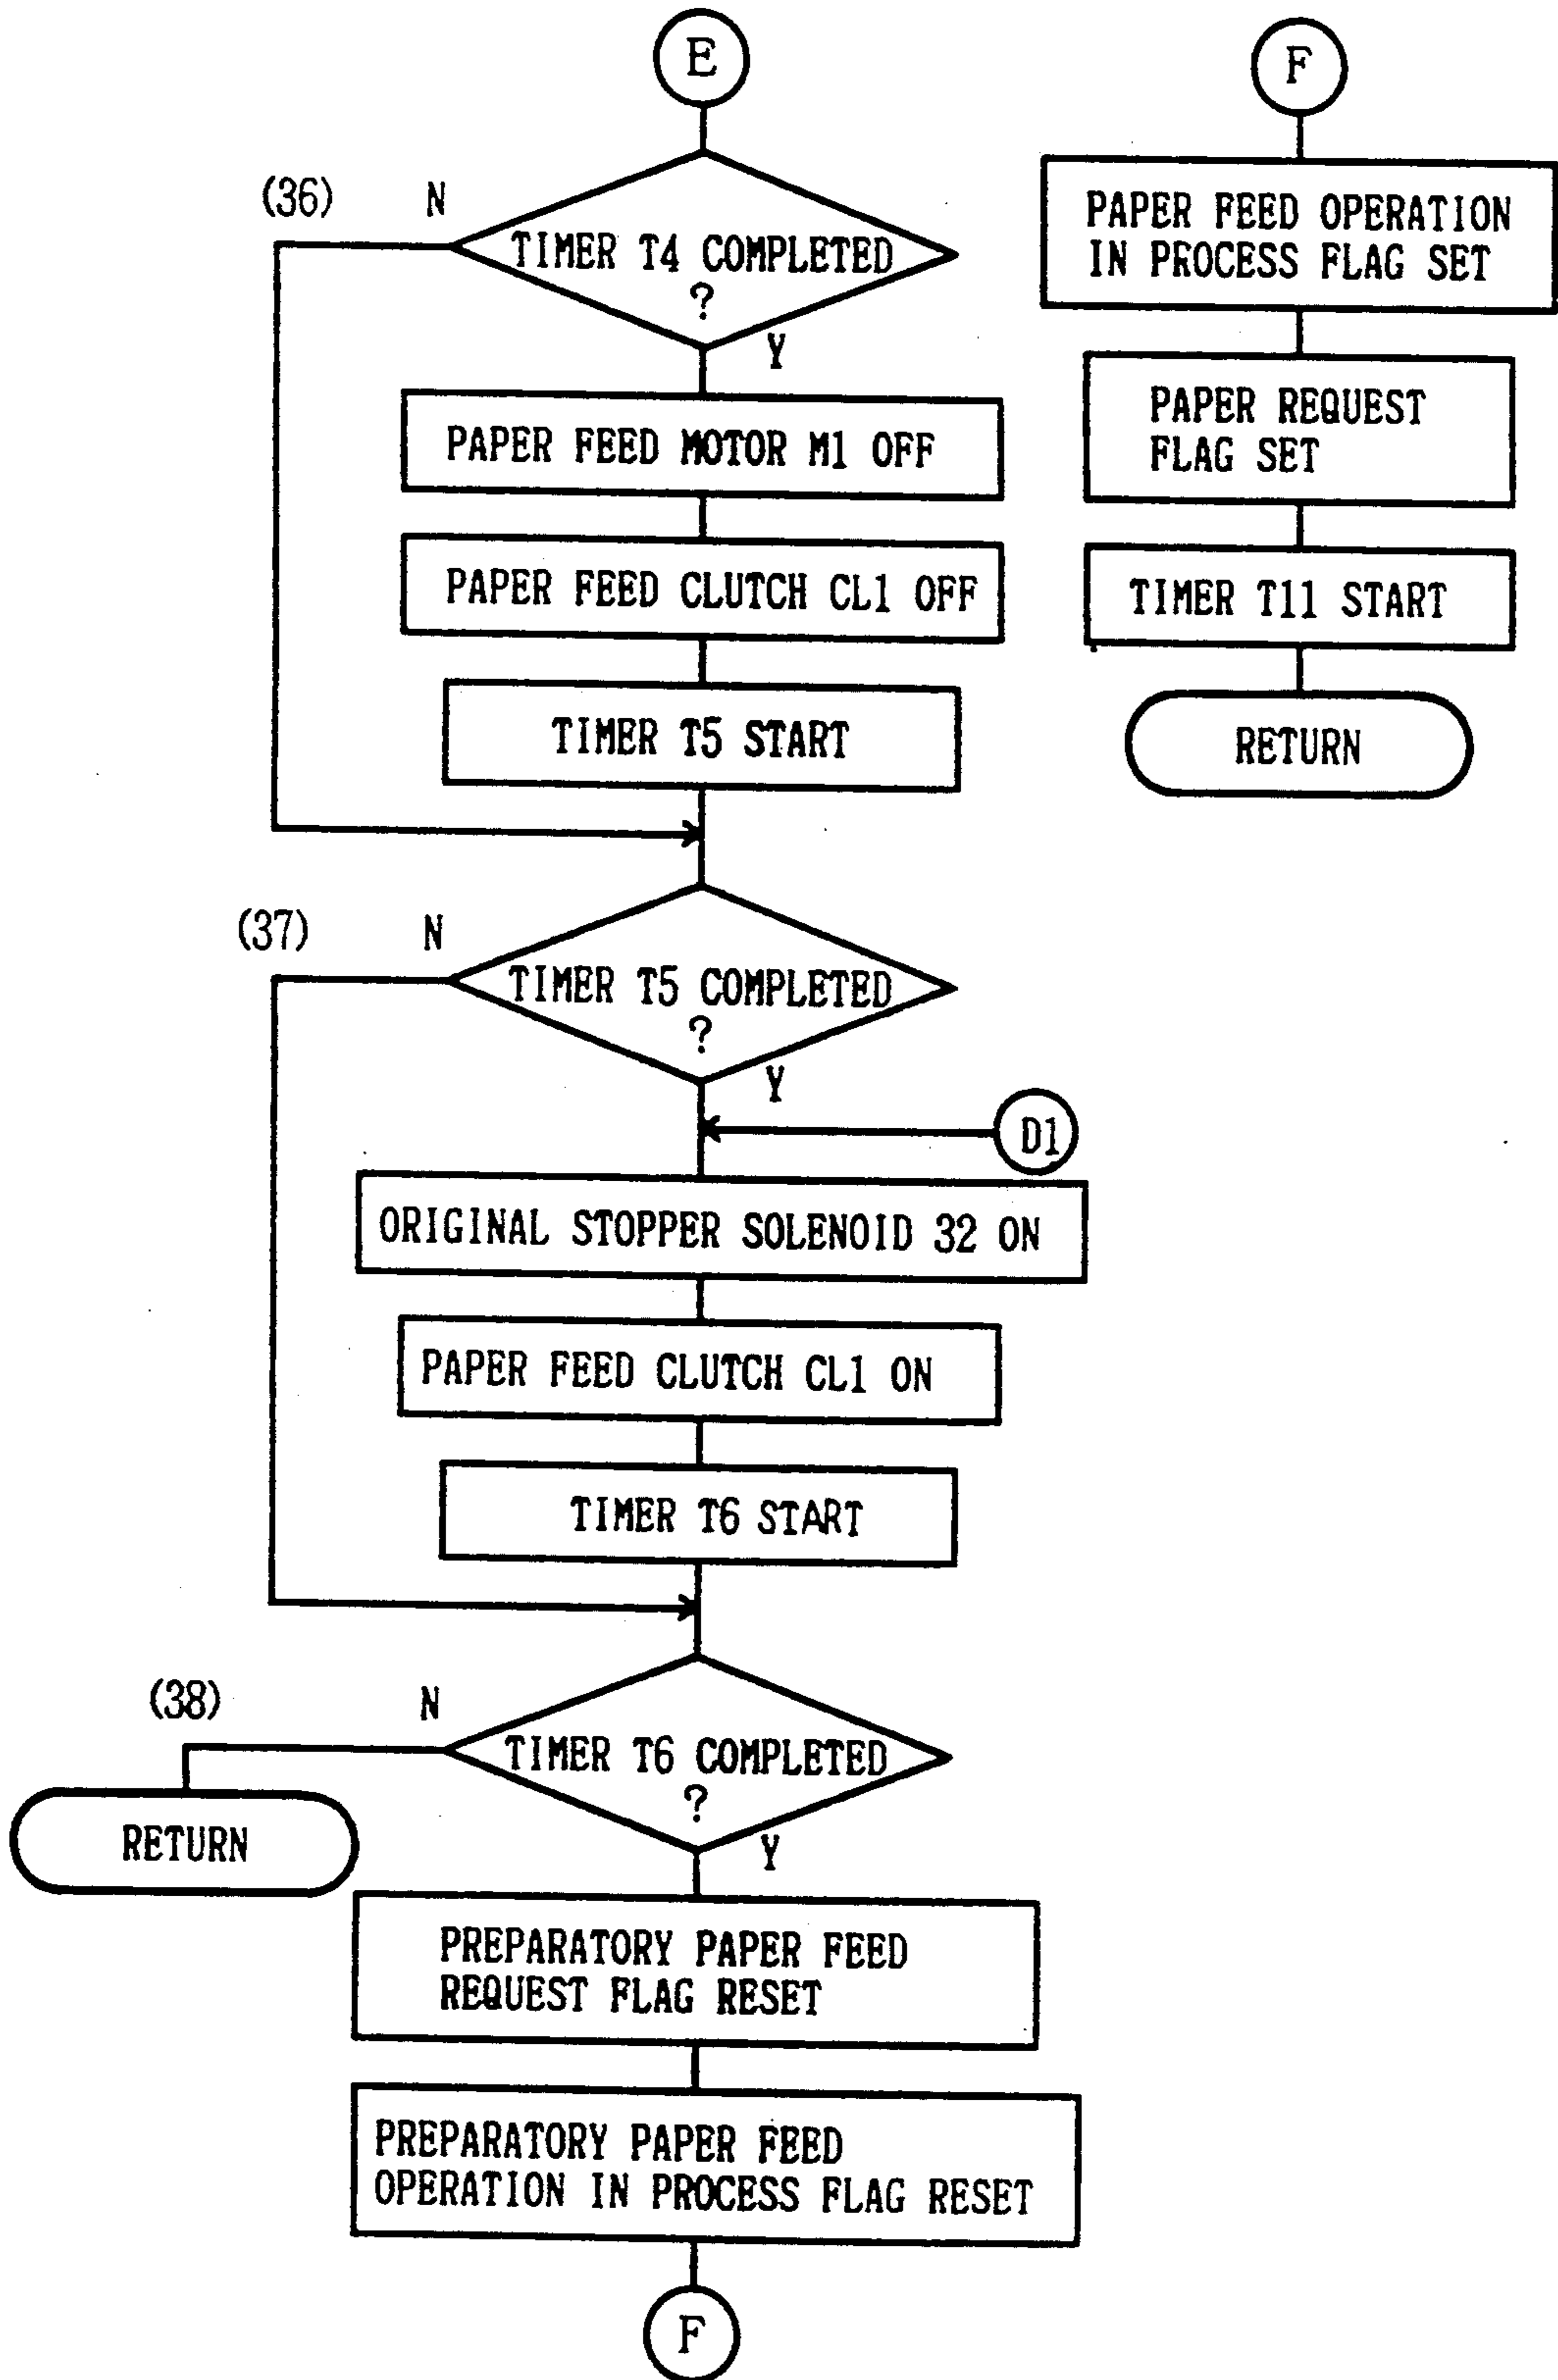 E
(36)
N
TIMER T4 COMPLETED
?
Y
PAPER FEED MOTOR M1 OFF
PAPER FEED CLUTCH CL1 OFF
TIMER T5 START
(37)
N
TIMER T5 COMPLETED
?
Y
D1
ORIGINAL STOPPER SOLENOID 32 ON
PAPER FEED CLUTCH CL1 ON
TIMER T6 START
(38)
N
TIMER T6 COMPLETED
?
Y
RETURN
PREPARATORY PAPER FEED
REQUEST FLAG RESET
PREPARATORY PAPER FEED
OPERATION IN PROCESS FLAG RESET
F
F
PAPER FEED OPERATION
IN PROCESS FLAG SET
PAPER REQUEST
FLAG SET
TIMER T11 START
RETURN